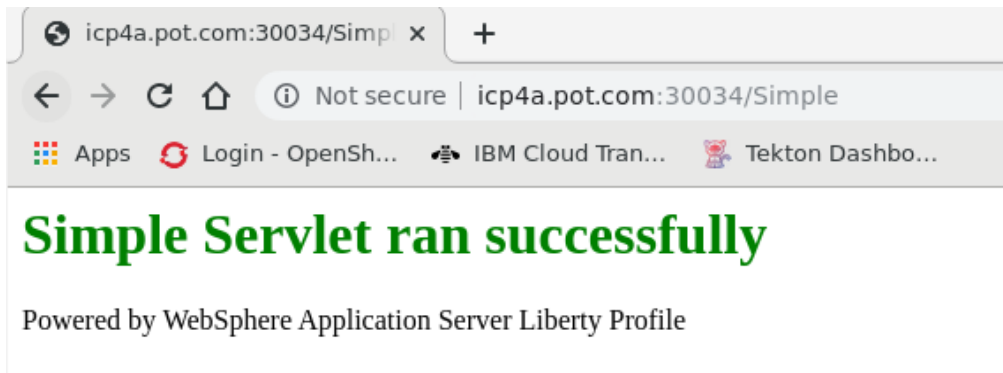 icp4a.pot.com:30034/Simpl
Not secure | icp4a.pot.com:30034/Simple
Apps Login - OpenSh... IBM Cloud Tran... Tekton Dashbo...
Simple Servlet ran successfully
Powered by WebSphere Application Server Liberty Profile